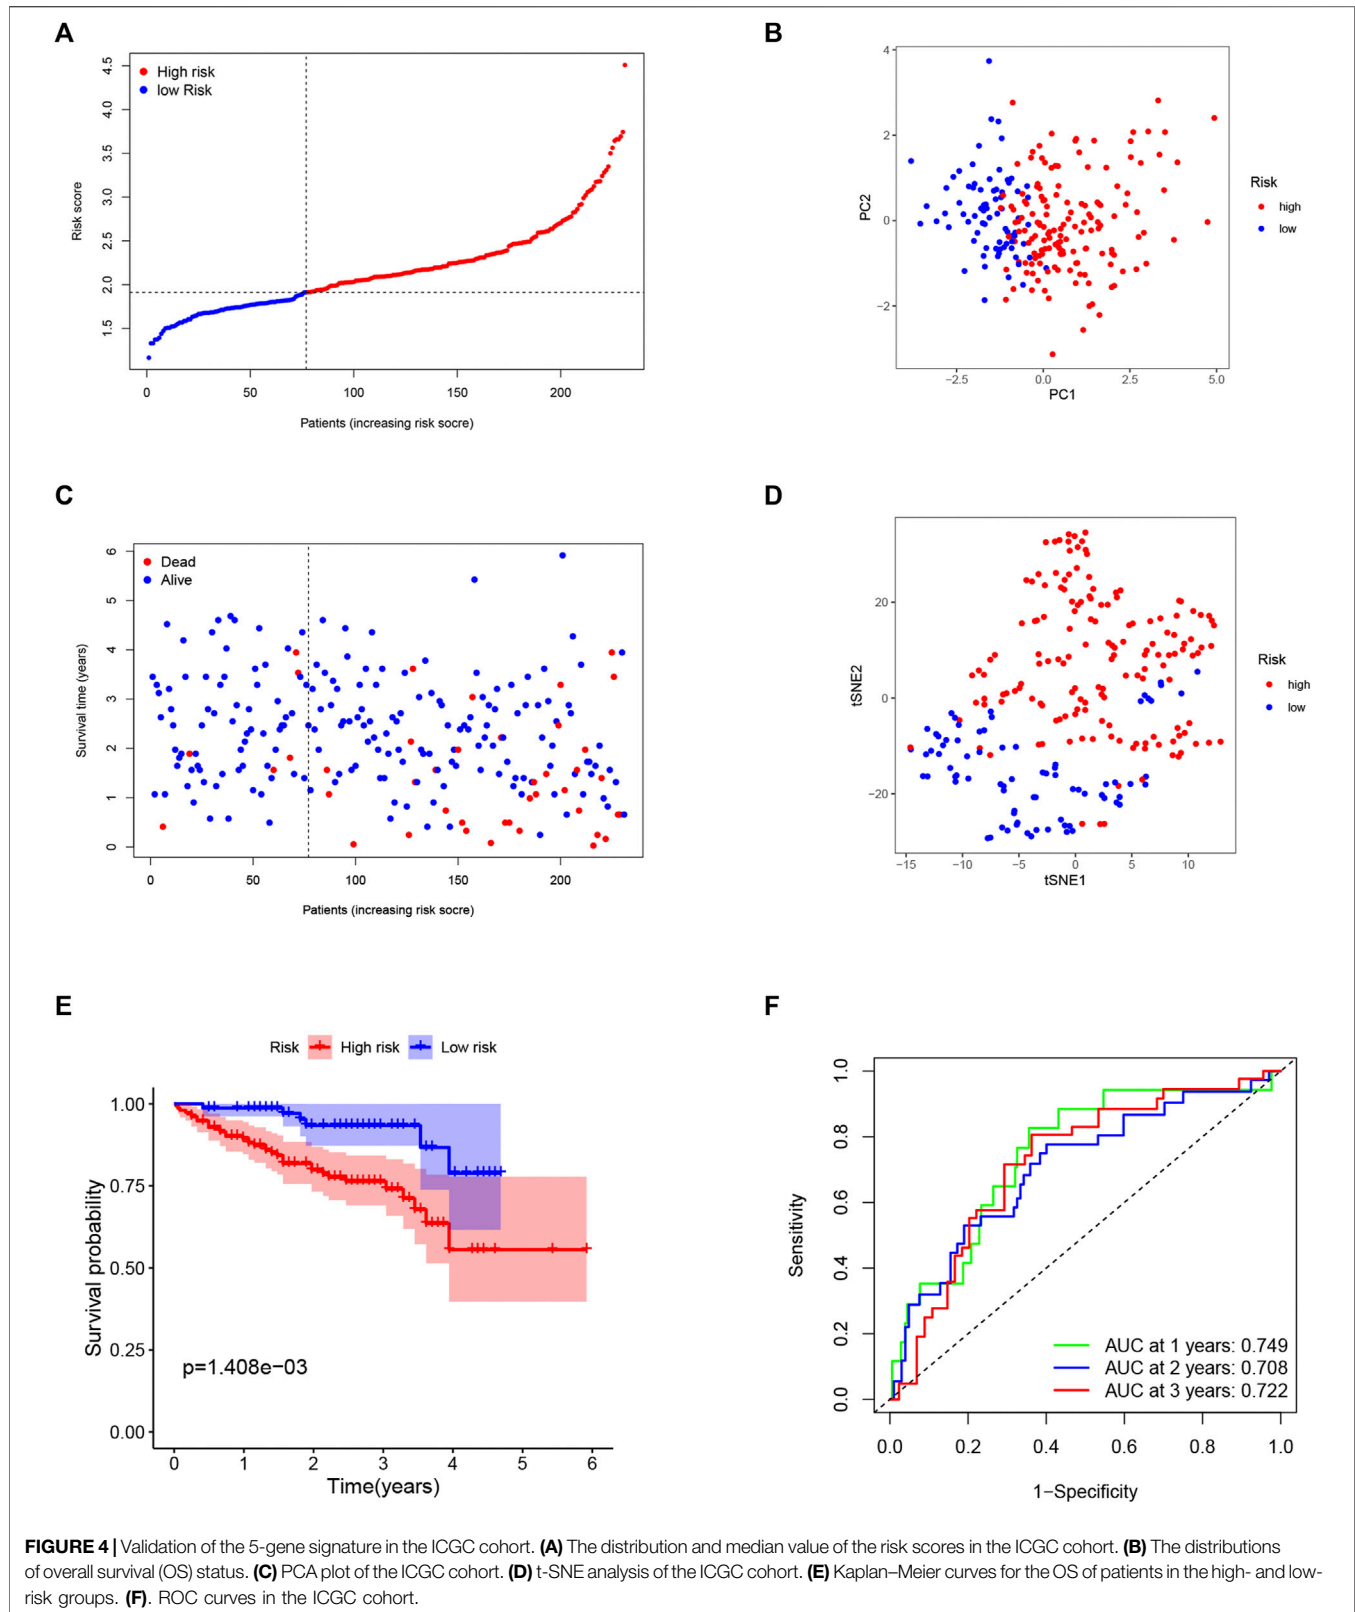 A
High risk
low Risk
Risk score
4.5
4.0
3.5
3.0
2.5
2.0
1.5
0 50 100 150 200
Patients (increasing risk socre)
B
PC2
4
2
0
−2
−2.5 0.0 2.5 5.0
PC1
Risk
high
low
C
Dead
Alive
Survival time (years)
6
5
4
3
2
1
0
0 50 100 150 200
Patients (increasing risk socre)
D
tSNE2
20
0
−20
−15 −10 −5 0 5 10
tSNE1
Risk
high
low
E
Risk High risk Low risk
Survival probability
1.00
0.75
0.50
0.25
0.00
p=1.408e−03
0 1 2 3 4 5 6
Time(years)
F
Sensitivity
1.0
0.8
0.6
0.4
0.2
0.0
AUC at 1 years: 0.749
AUC at 2 years: 0.708
AUC at 3 years: 0.722
0.0 0.2 0.4 0.6 0.8 1.0
1−Specificity
FIGURE 4 | Validation of the 5-gene signature in the ICGC cohort. (A) The distribution and median value of the risk scores in the ICGC cohort. (B) The distributions
of overall survival (OS) status. (C) PCA plot of the ICGC cohort. (D) t-SNE analysis of the ICGC cohort. (E) Kaplan–Meier curves for the OS of patients in the high- and low-
risk groups. (F). ROC curves in the ICGC cohort.